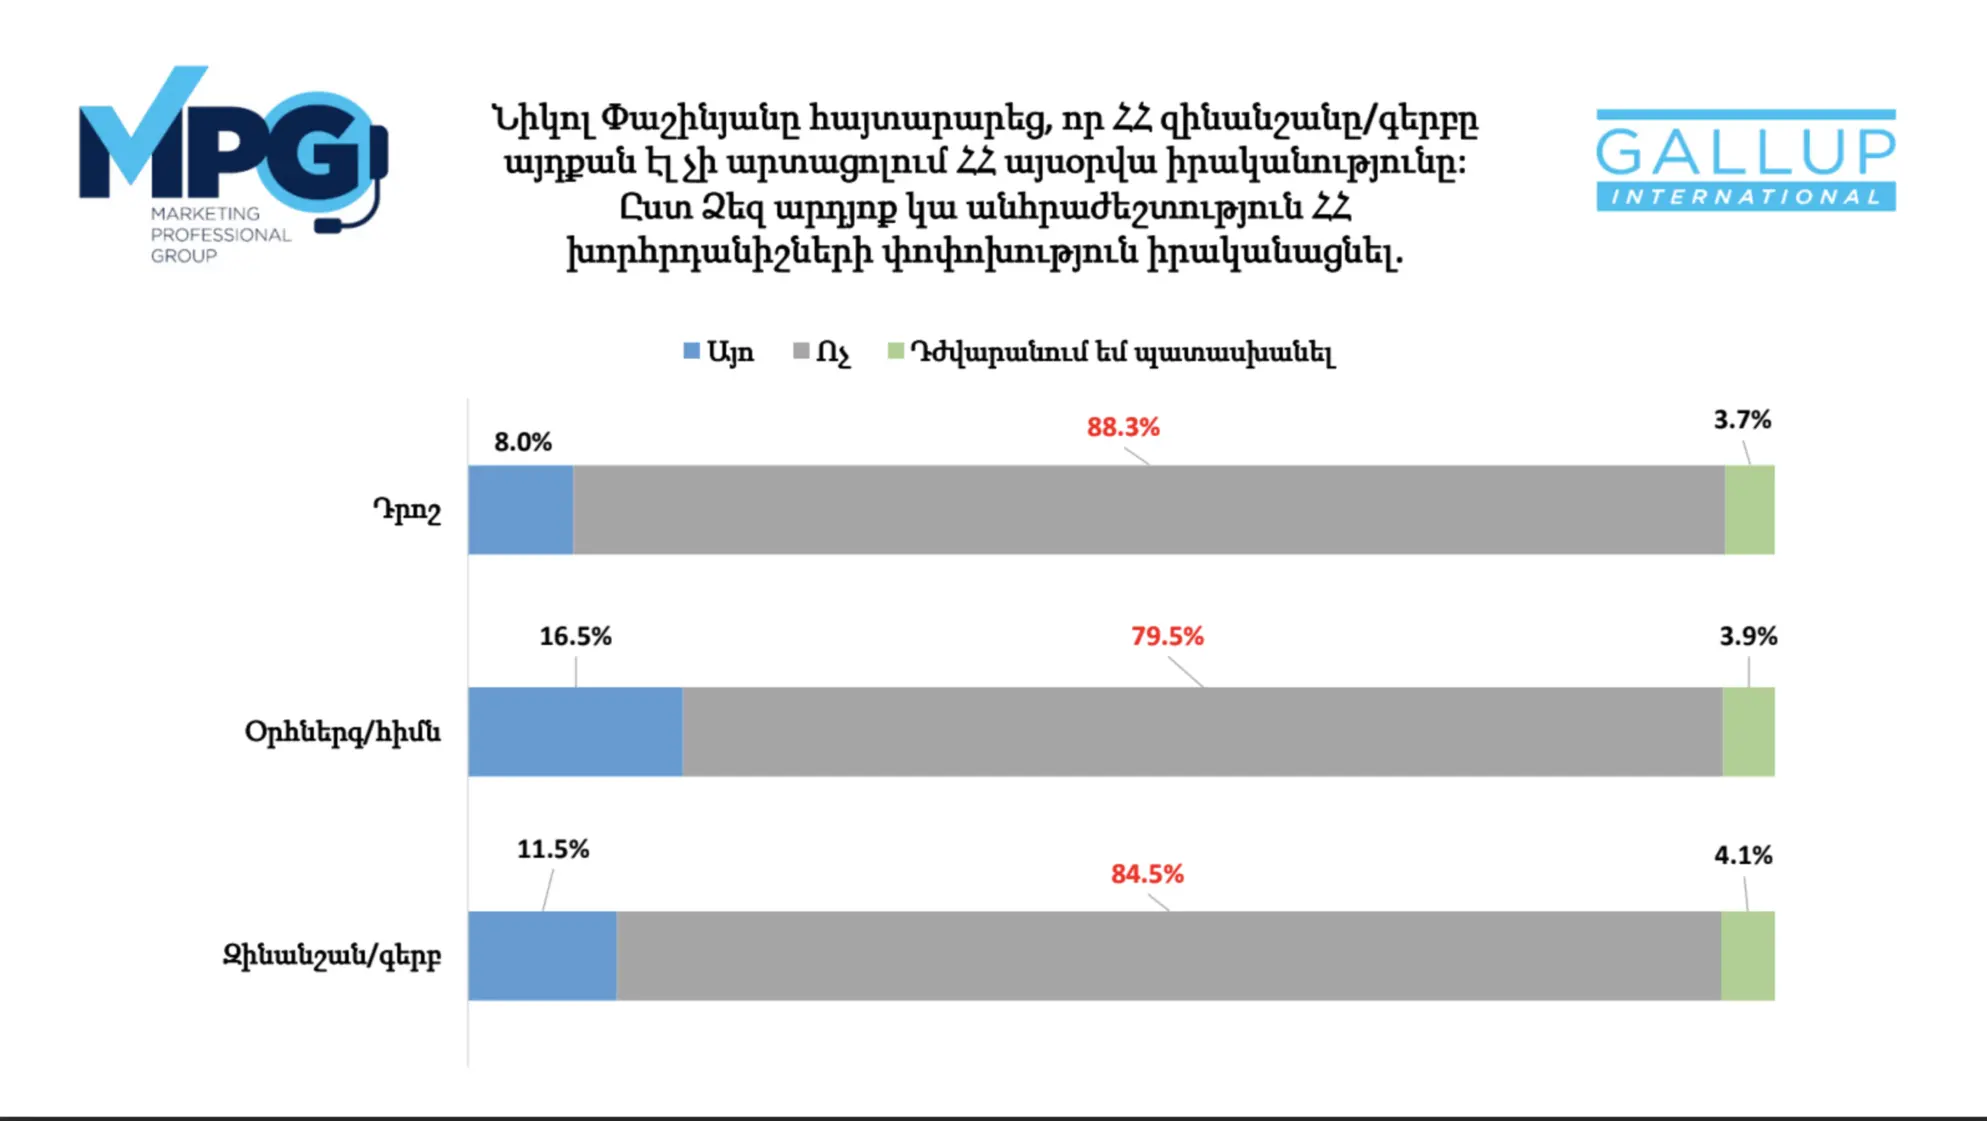 MPG
MARKETING
PROFESSIONAL
GROUP
Նիկոլ Փաշինյանը հայտարարեց, որ ՀՀ զինանշանը/գերբը
այդքան էլ չի արտացոլում ՀՀ այսօրվա իրականությունը:
Ըստ Ձեզ արդյոք կա անհրաժեշտություն ՀՀ
խորհրդանիշների փոփոխություն իրականացնել.
GALLUP
INTERNATIONAL
Այո Ոչ Դժվարանում եմ պատասխանել
8.0% 88.3% 3.7%
Դրոշ
16.5% 79.5% 3.9%
Օրհներգ/հիմն
11.5% 84.5% 4.1%
Զինանշան/գերբ